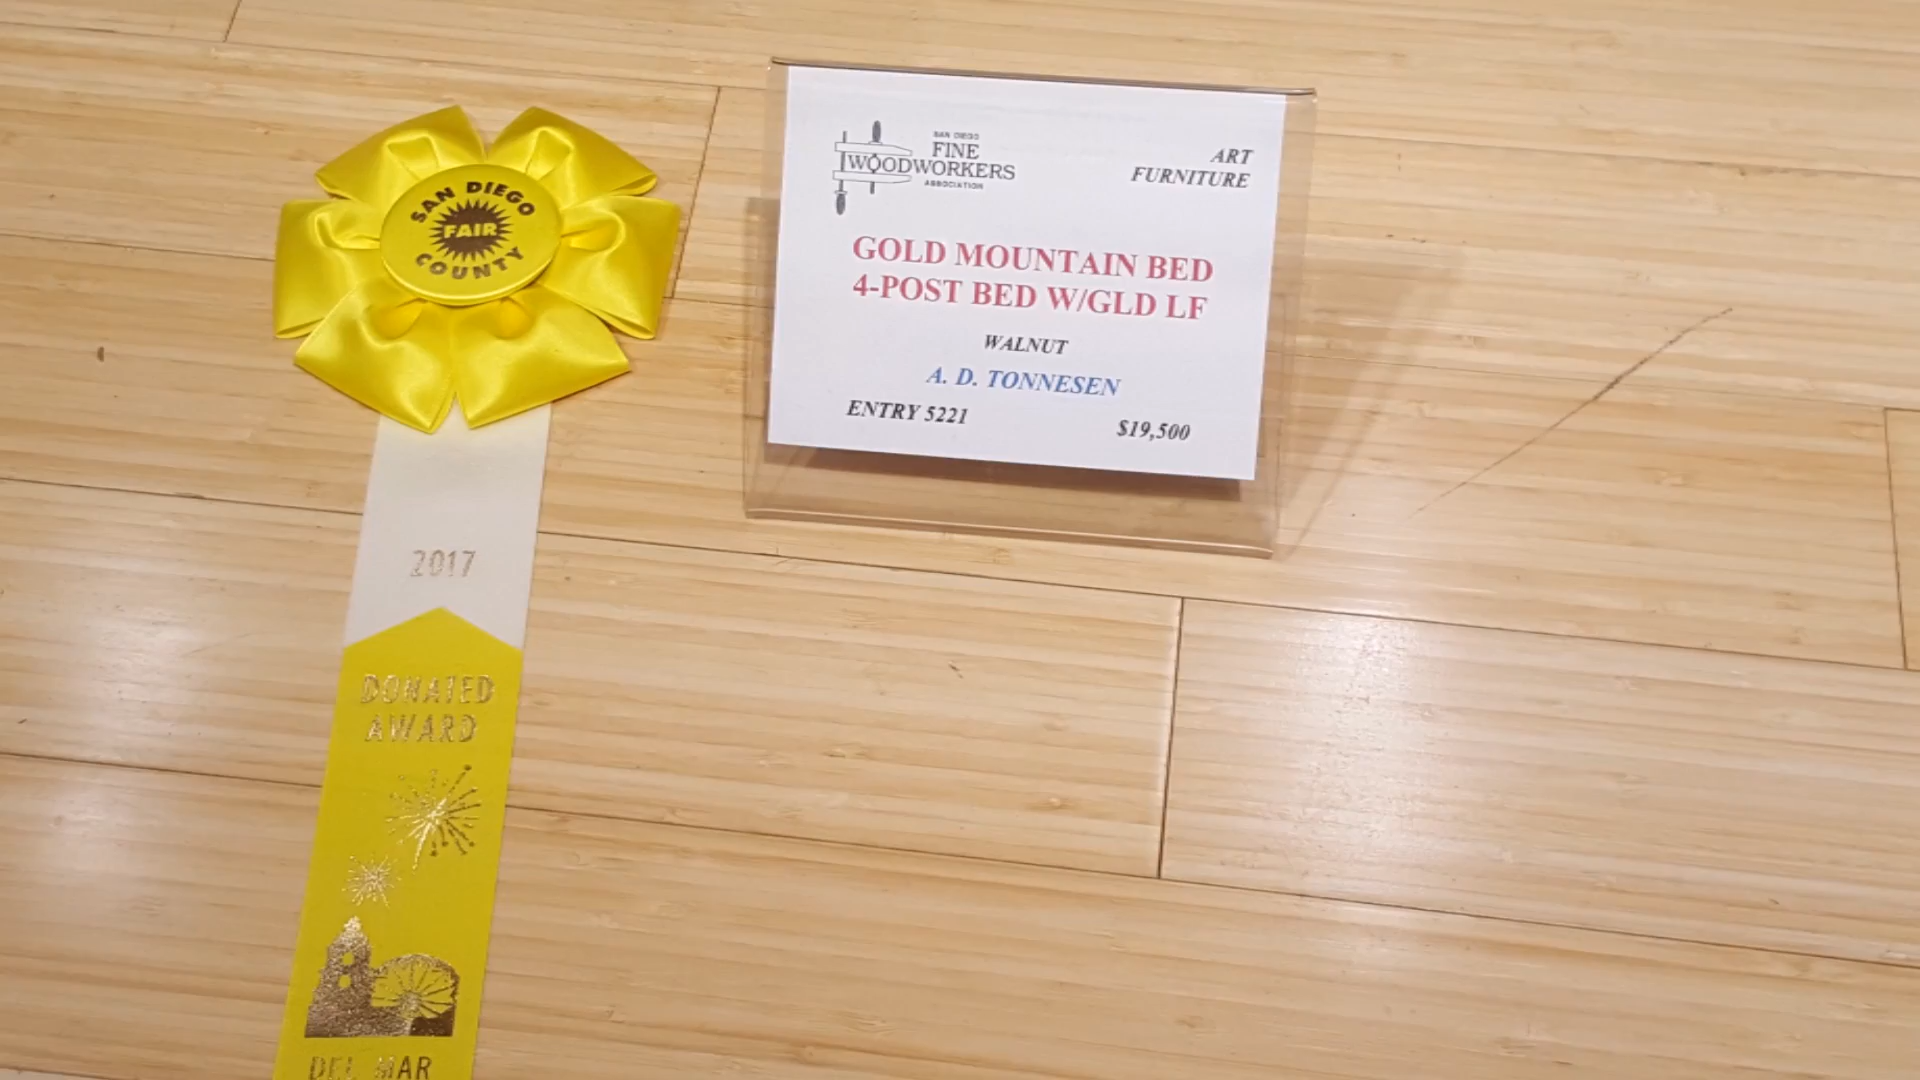 SAN DIEGO
FAIR
COUNTY
2017
DONATED
AWARD
DEL MAR
SAN DIEGO
FINE
WOODWORKERS
ASSOCIATION
ART
FURNITURE
GOLD MOUNTAIN BED
4-POST BED W/GLD LF
WALNUT
A. D. TONNESEN
ENTRY 5221
$19,500